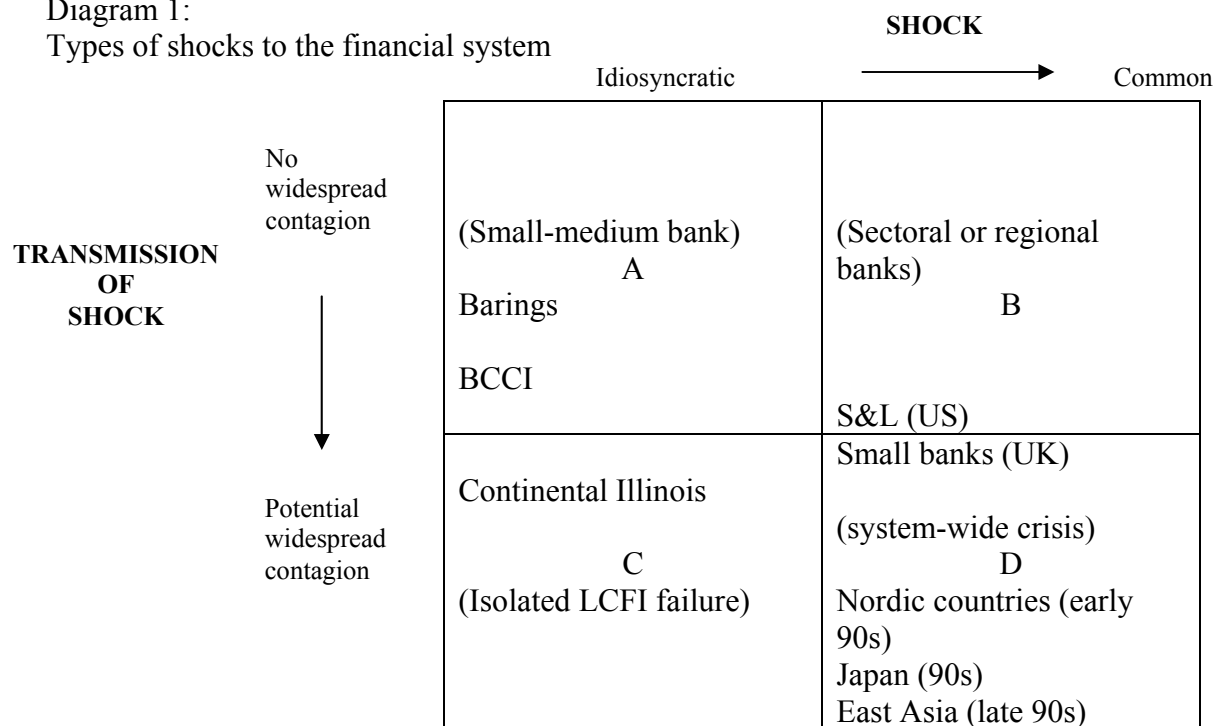 Diagram 1:
Types of shocks to the financial system
SHOCK
Idiosyncratic
Common
TRANSMISSION
OF
SHOCK
No
widespread
contagion
(Small-medium bank)
A
Barings
BCCI
(Sectoral or regional
banks)
B
S&L (US)
Potential
widespread
contagion
Continental Illinois
C
(Isolated LCFI failure)
Small banks (UK)
(system-wide crisis)
D
Nordic countries (early
90s)
Japan (90s)
East Asia (late 90s)